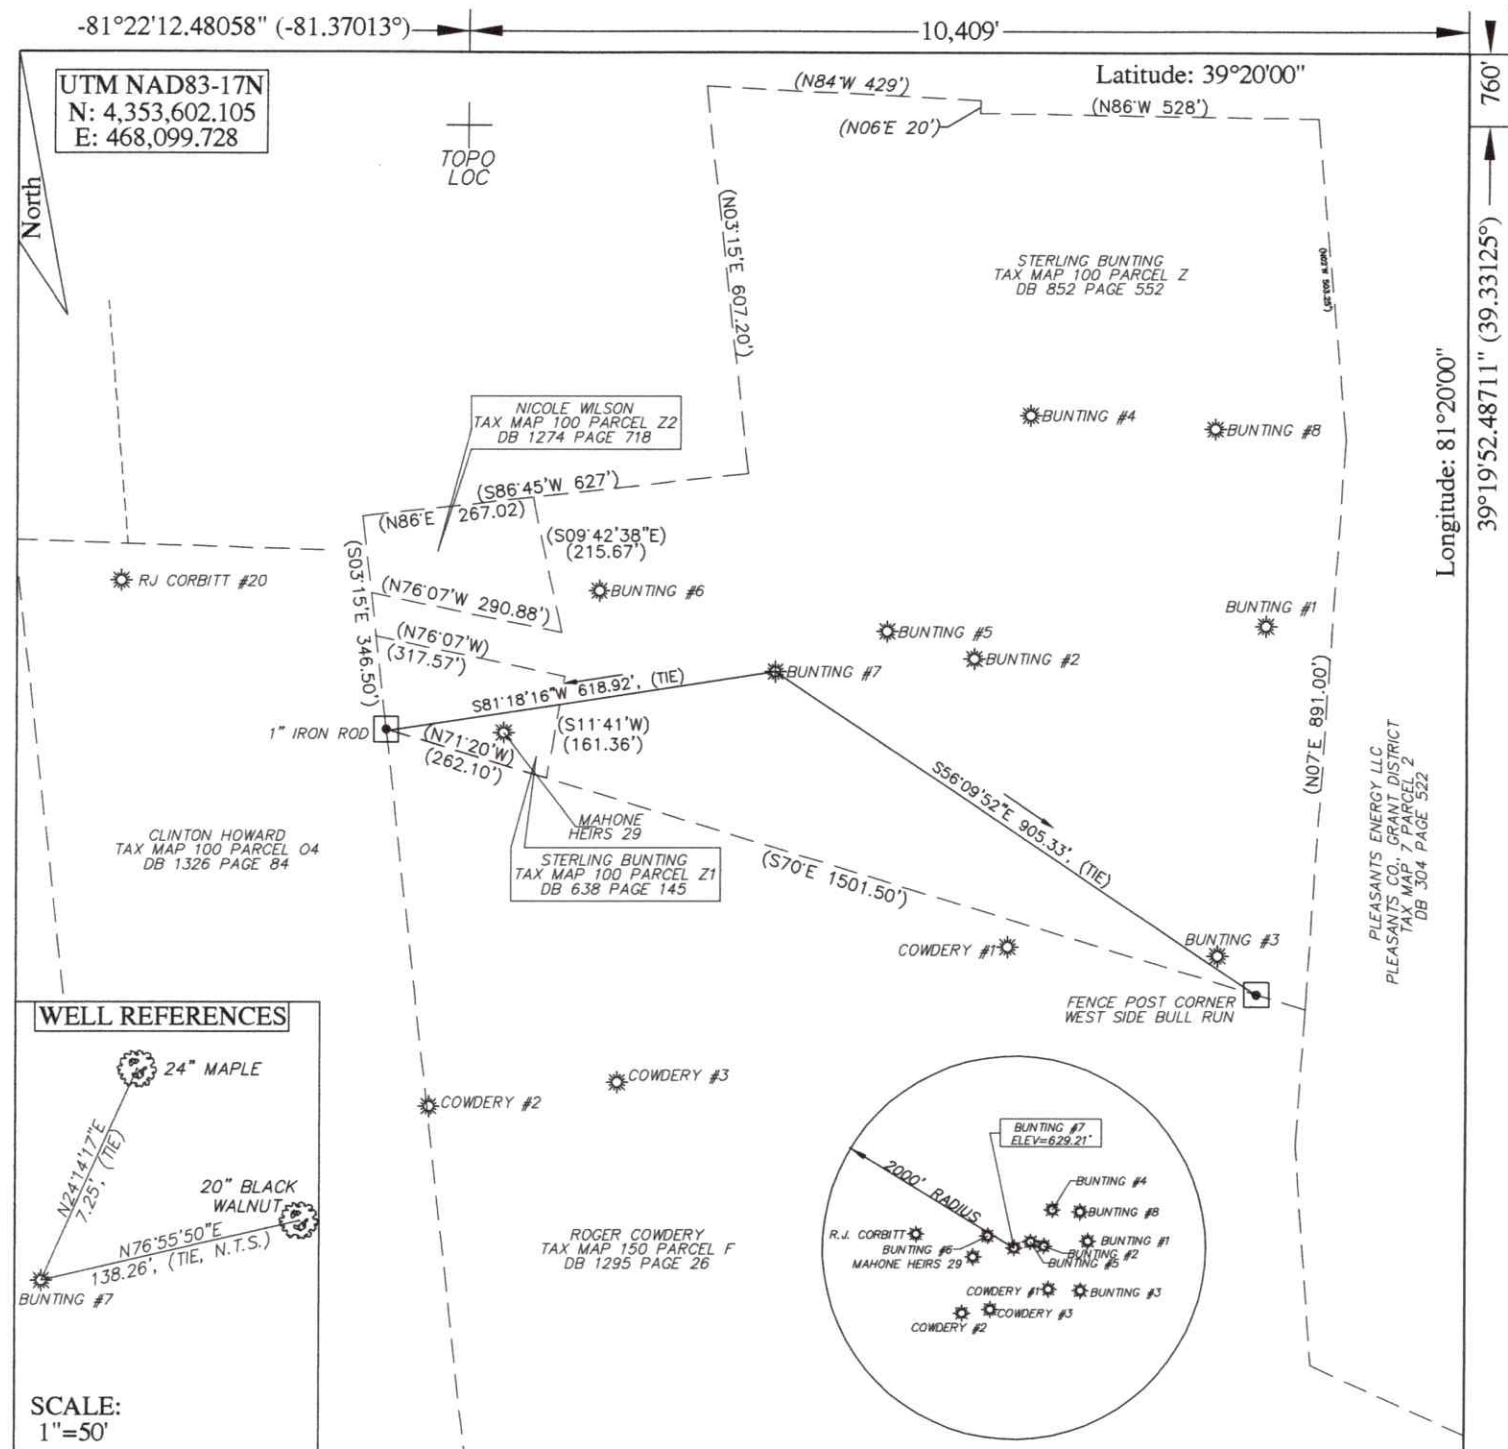 -81°22'12.48058" (-81.37013°)
10,409'
760'
UTM NAD83-17N
N: 4,353,602.105
E: 468,099.728
North
TOPO
LOC
Latitude: 39°20'00"
(N84°W 429')
(N06°E 20')
(N86°W 528')
(N03°15'E 607.20')
STERLING BUNTING
TAX MAP 100 PARCEL Z
DB 852 PAGE 552
39°19'52.48711" (39.33125°)
Longitude: 81°20'00"
NICOLE WILSON
TAX MAP 100 PARCEL Z2
DB 1274 PAGE 718
BUNTING #4
BUNTING #8
(S86°45'W 627')
(N86°E 267.02)
(S09°42'38"E)
(215.67')
(S03°15'E 346.50')
RJ CORBITT #20
(N76°07'W 290.88')
BUNTING #6
BUNTING #1
(N76°07'W)
(317.57')
BUNTING #5
BUNTING #2
BUNTING #7
S81°18'16"W 618.92', (TIE)
1" IRON ROD
(N71°20'W)
(262.10')
(S11°41'W)
(161.36')
(N07°E 891.00')
S56°09'52"E 905.33', (TIE)
PLEASANTS ENERGY LLC
PLEASANTS CO., GRANT DISTRICT
TAX MAP 7 PARCEL 2
DB 304 PAGE 522
MAHONE
HEIRS 29
CLINTON HOWARD
TAX MAP 100 PARCEL O4
DB 1326 PAGE 84
STERLING BUNTING
TAX MAP 100 PARCEL Z1
DB 638 PAGE 145
(S70°E 1501.50')
COWDERY #1
BUNTING #3
FENCE POST CORNER
WEST SIDE BULL RUN
WELL REFERENCES
24" MAPLE
N24°14'17"E
7.25', (TIE)
20" BLACK
WALNUT
N76°55'50"E
138.26', (TIE, N.T.S.)
BUNTING #7
SCALE:
1"=50'
COWDERY #3
COWDERY #2
ROGER COWDERY
TAX MAP 150 PARCEL F
DB 1295 PAGE 26
BUNTING #7
ELEV=629.21'
2000' RADIUS
BUNTING #4
BUNTING #8
R.J. CORBITT
BUNTING #6
MAHONE HEIRS 29
BUNTING #1
BUNTING #2
BUNTING #5
COWDERY #1
BUNTING #3
COWDERY #3
COWDERY #2